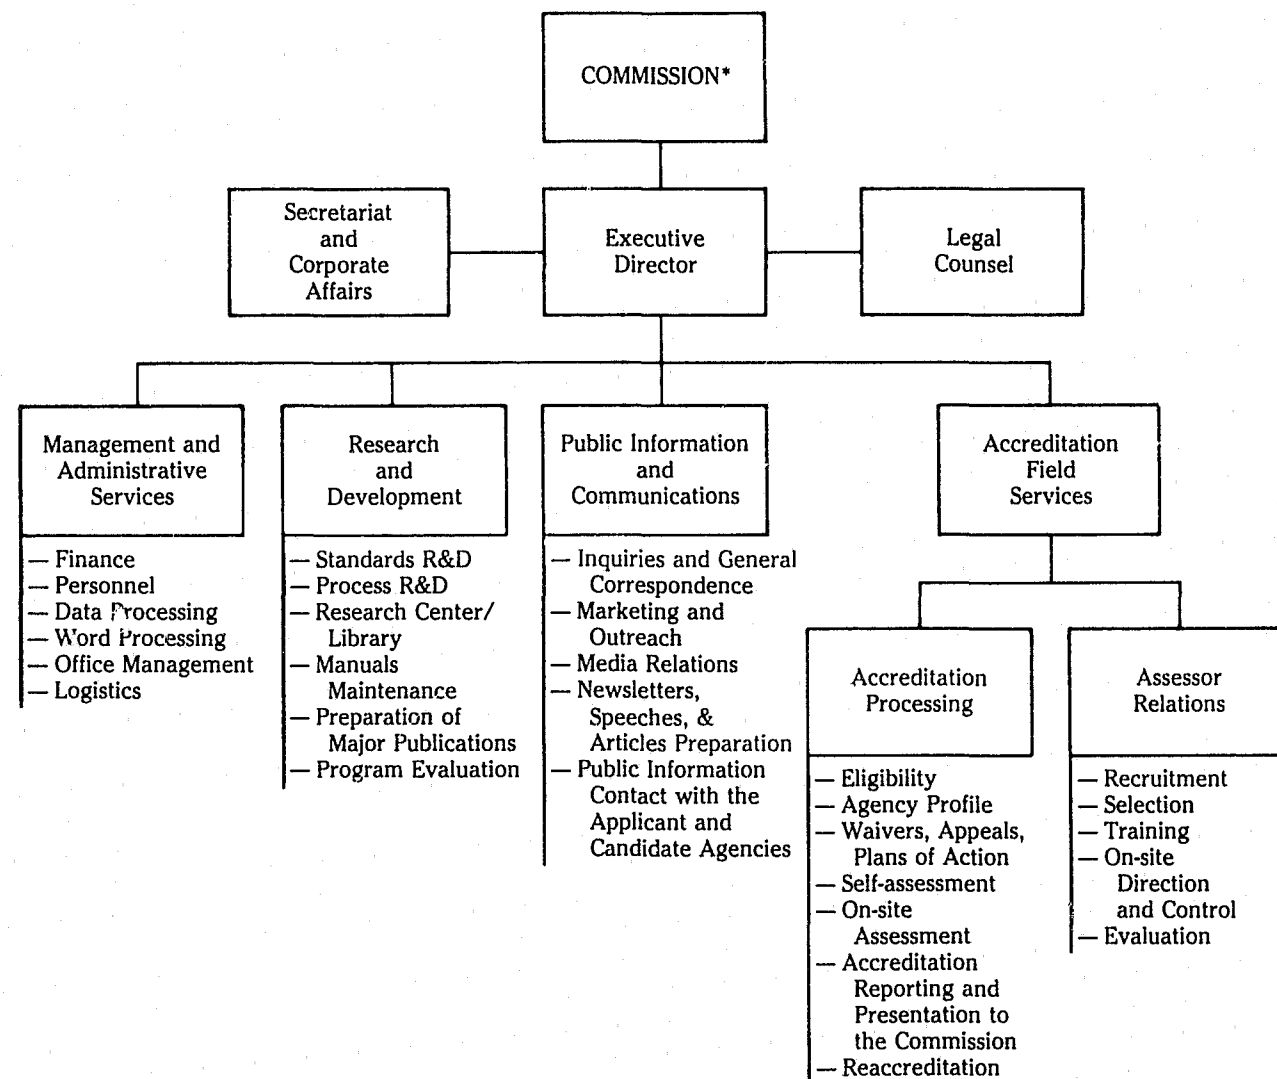 COMMISSION*
Secretariat
and
Corporate
Affairs
Executive
Director
Legal
Counsel
Management and
Administrative
Services
— Finance
— Personnel
— Data Processing
— Word Processing
— Office Management
— Logistics
Research
and
Development
— Standards R&D
— Process R&D
— Research Center/
Library
— Manuals
Maintenance
— Preparation of
Major Publications
— Program Evaluation
Public Information
and
Communications
— Inquiries and General
Correspondence
— Marketing and
Outreach
— Media Relations
— Newsletters,
Speeches, &
Articles Preparation
— Public Information
Contact with the
Applicant and
Candidate Agencies
Accreditation
Field
Services
Accreditation
Processing
— Eligibility
— Agency Profile
— Waivers, Appeals,
Plans of Action
— Self-assessment
— On-site
Assessment
— Accreditation
Reporting and
Presentation to
the Commission
— Reaccreditation
Assessor
Relations
— Recruitment
— Selection
— Training
— On-site
Direction
and Control
— Evaluation